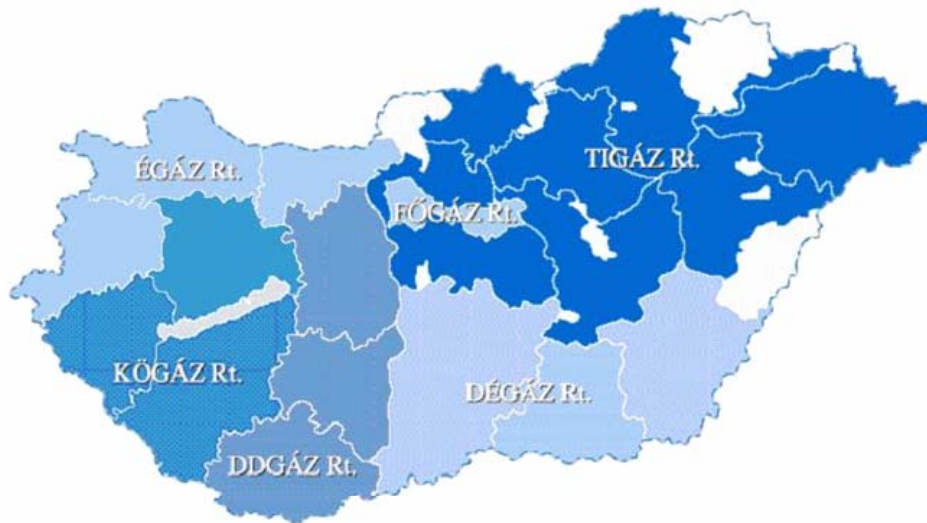 TIGÁZ Rt.
ÉGÁZ Rt.
FŐGÁZ Rt.
KÖGÁZ Rt.
DÉGÁZ Rt.
DDGÁZ Rt.